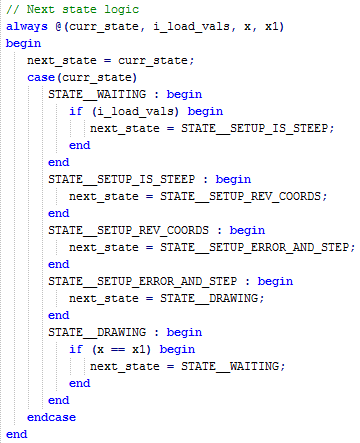 // Next state logic
always @(curr_state, i_load_vals, x, x1)
begin
   next_state = curr_state;
   case(curr_state)
      STATE__WAITING : begin
         if (i_load_vals) begin
            next_state = STATE__SETUP_IS_STEEP;
         end
      end
      STATE__SETUP_IS_STEEP : begin
         next_state = STATE__SETUP_REV_COORDS;
      end
      STATE__SETUP_REV_COORDS : begin
         next_state = STATE__SETUP_ERROR_AND_STEP;
      end
      STATE__SETUP_ERROR_AND_STEP : begin
         next_state = STATE__DRAWING;
      end
      STATE__DRAWING : begin
         if (x == x1) begin
            next_state = STATE__WAITING;
         end
      end
   endcase
end